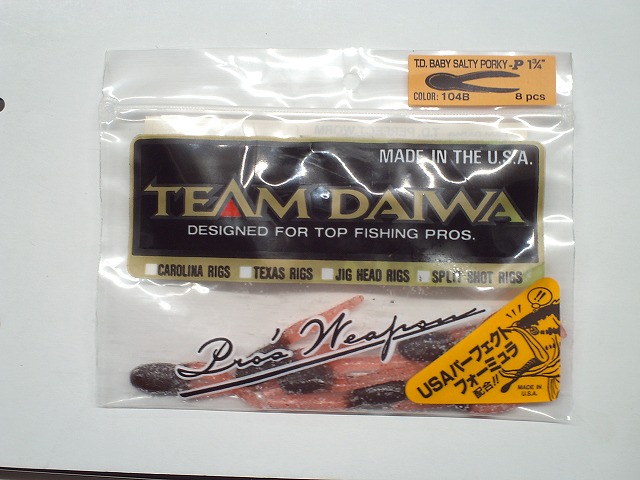 T.D. BABY SALTY PORKY-P 1¾"
COLOR: 104B 8 pcs
MADE IN THE U.S.A.
TEAM DAIWA
DESIGNED FOR TOP FISHING PROS.
CAROLINA RIGS TEXAS RIGS JIG HEAD RIGS SPLIT SHOT RIGS
Pro's Weapon
!!
USAパーフェクト
フォーミュラ
配合!!
MADE IN
U.S.A.